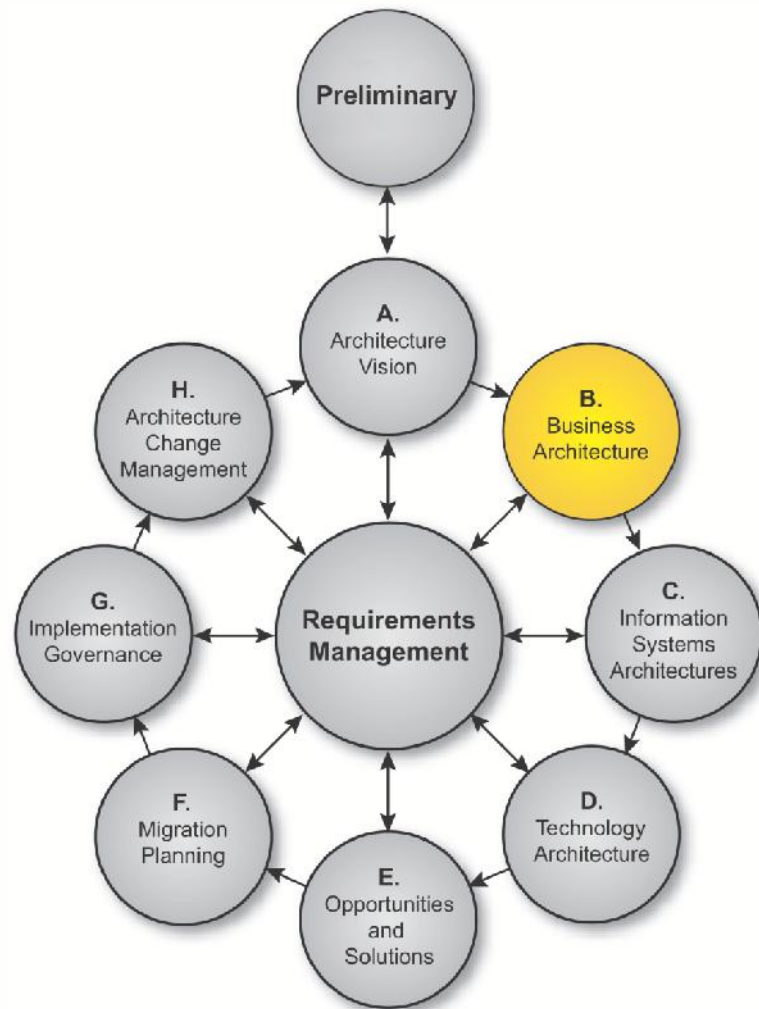 Preliminary
A.
Architecture
Vision
B.
Business
Architecture
C.
Information
Systems
Architectures
D.
Technology
Architecture
E.
Opportunities
and
Solutions
F.
Migration
Planning
G.
Implementation
Governance
H.
Architecture
Change
Management
Requirements
Management